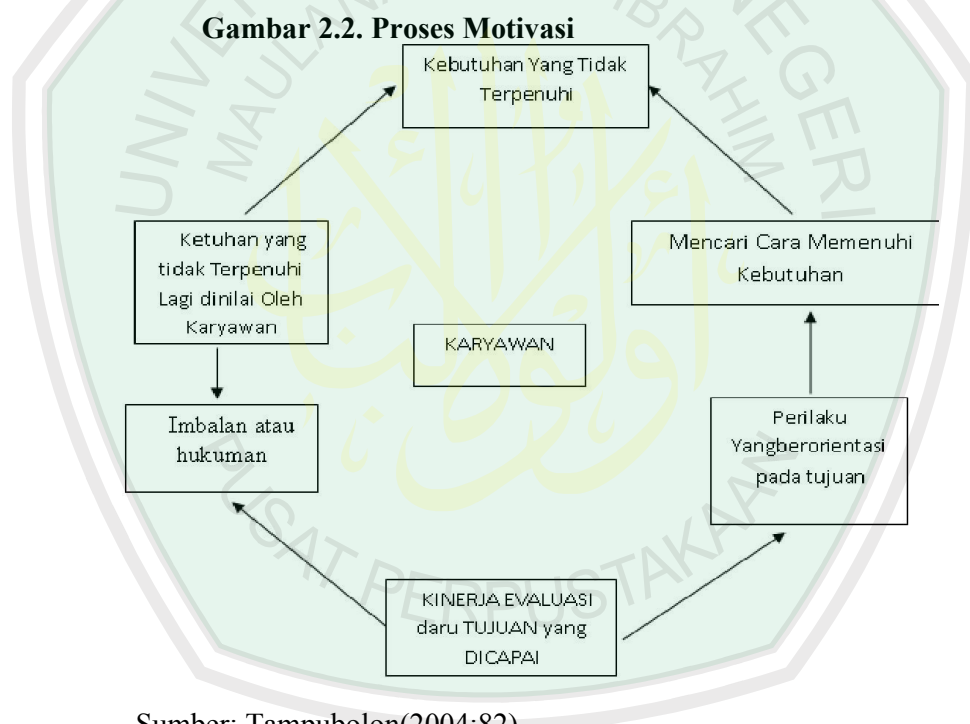 Gambar 2.2. Proses Motivasi
Kebutuhan Yang Tidak
Terpenuhi
Ketuhan yang
tidak Terpenuhi
Lagi dinilai Oleh
Karyawan
Mencari Cara Memenuhi
Kebutuhan
KARYAWAN
Imbalan atau
hukuman
Perilaku
Yangberorientasi
pada tujuan
KINERJA EVALUASI
daru TUJUAN yang
DICAPAI
Sumber: Tampubolon(2004:82)
PUSAT PERPUSTAKAAN